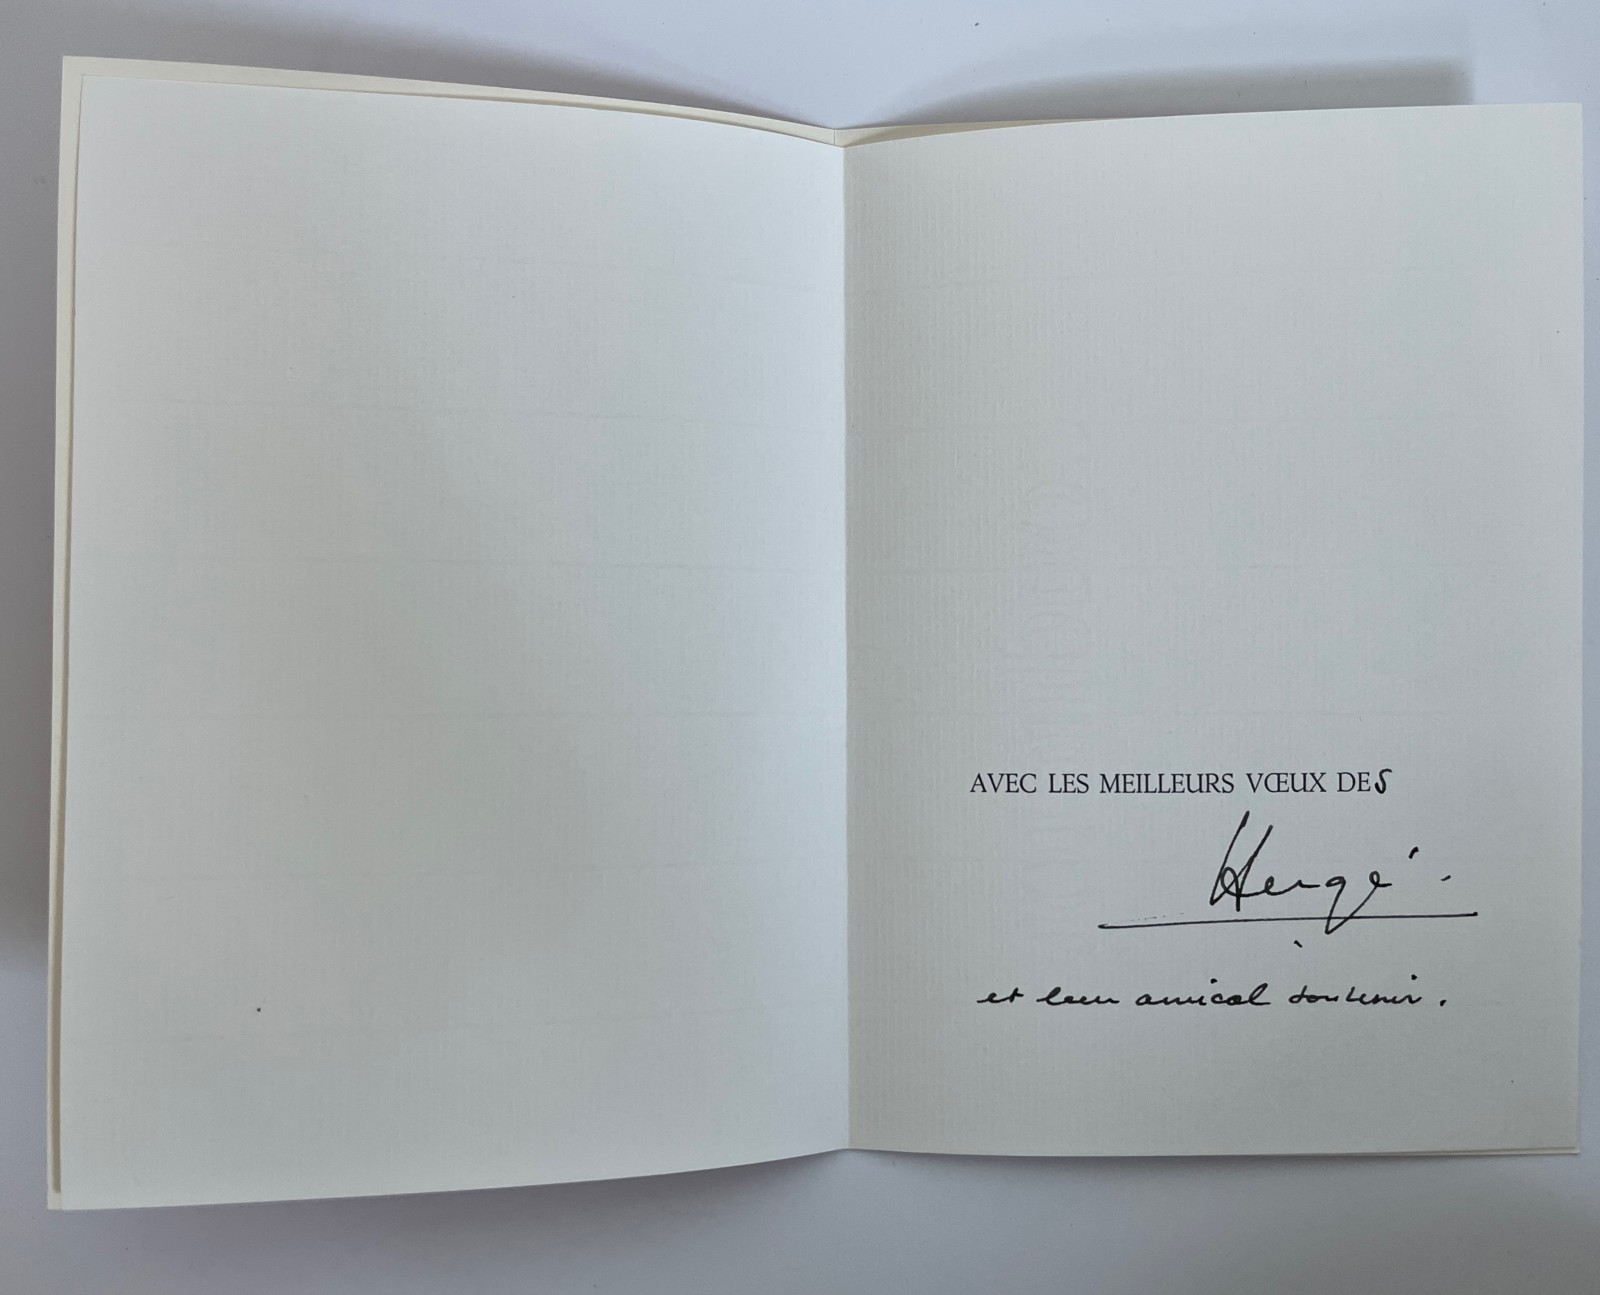 AVEC LES MEILLEURS VŒUX DES
Hergé.
et leur amical souvenir.